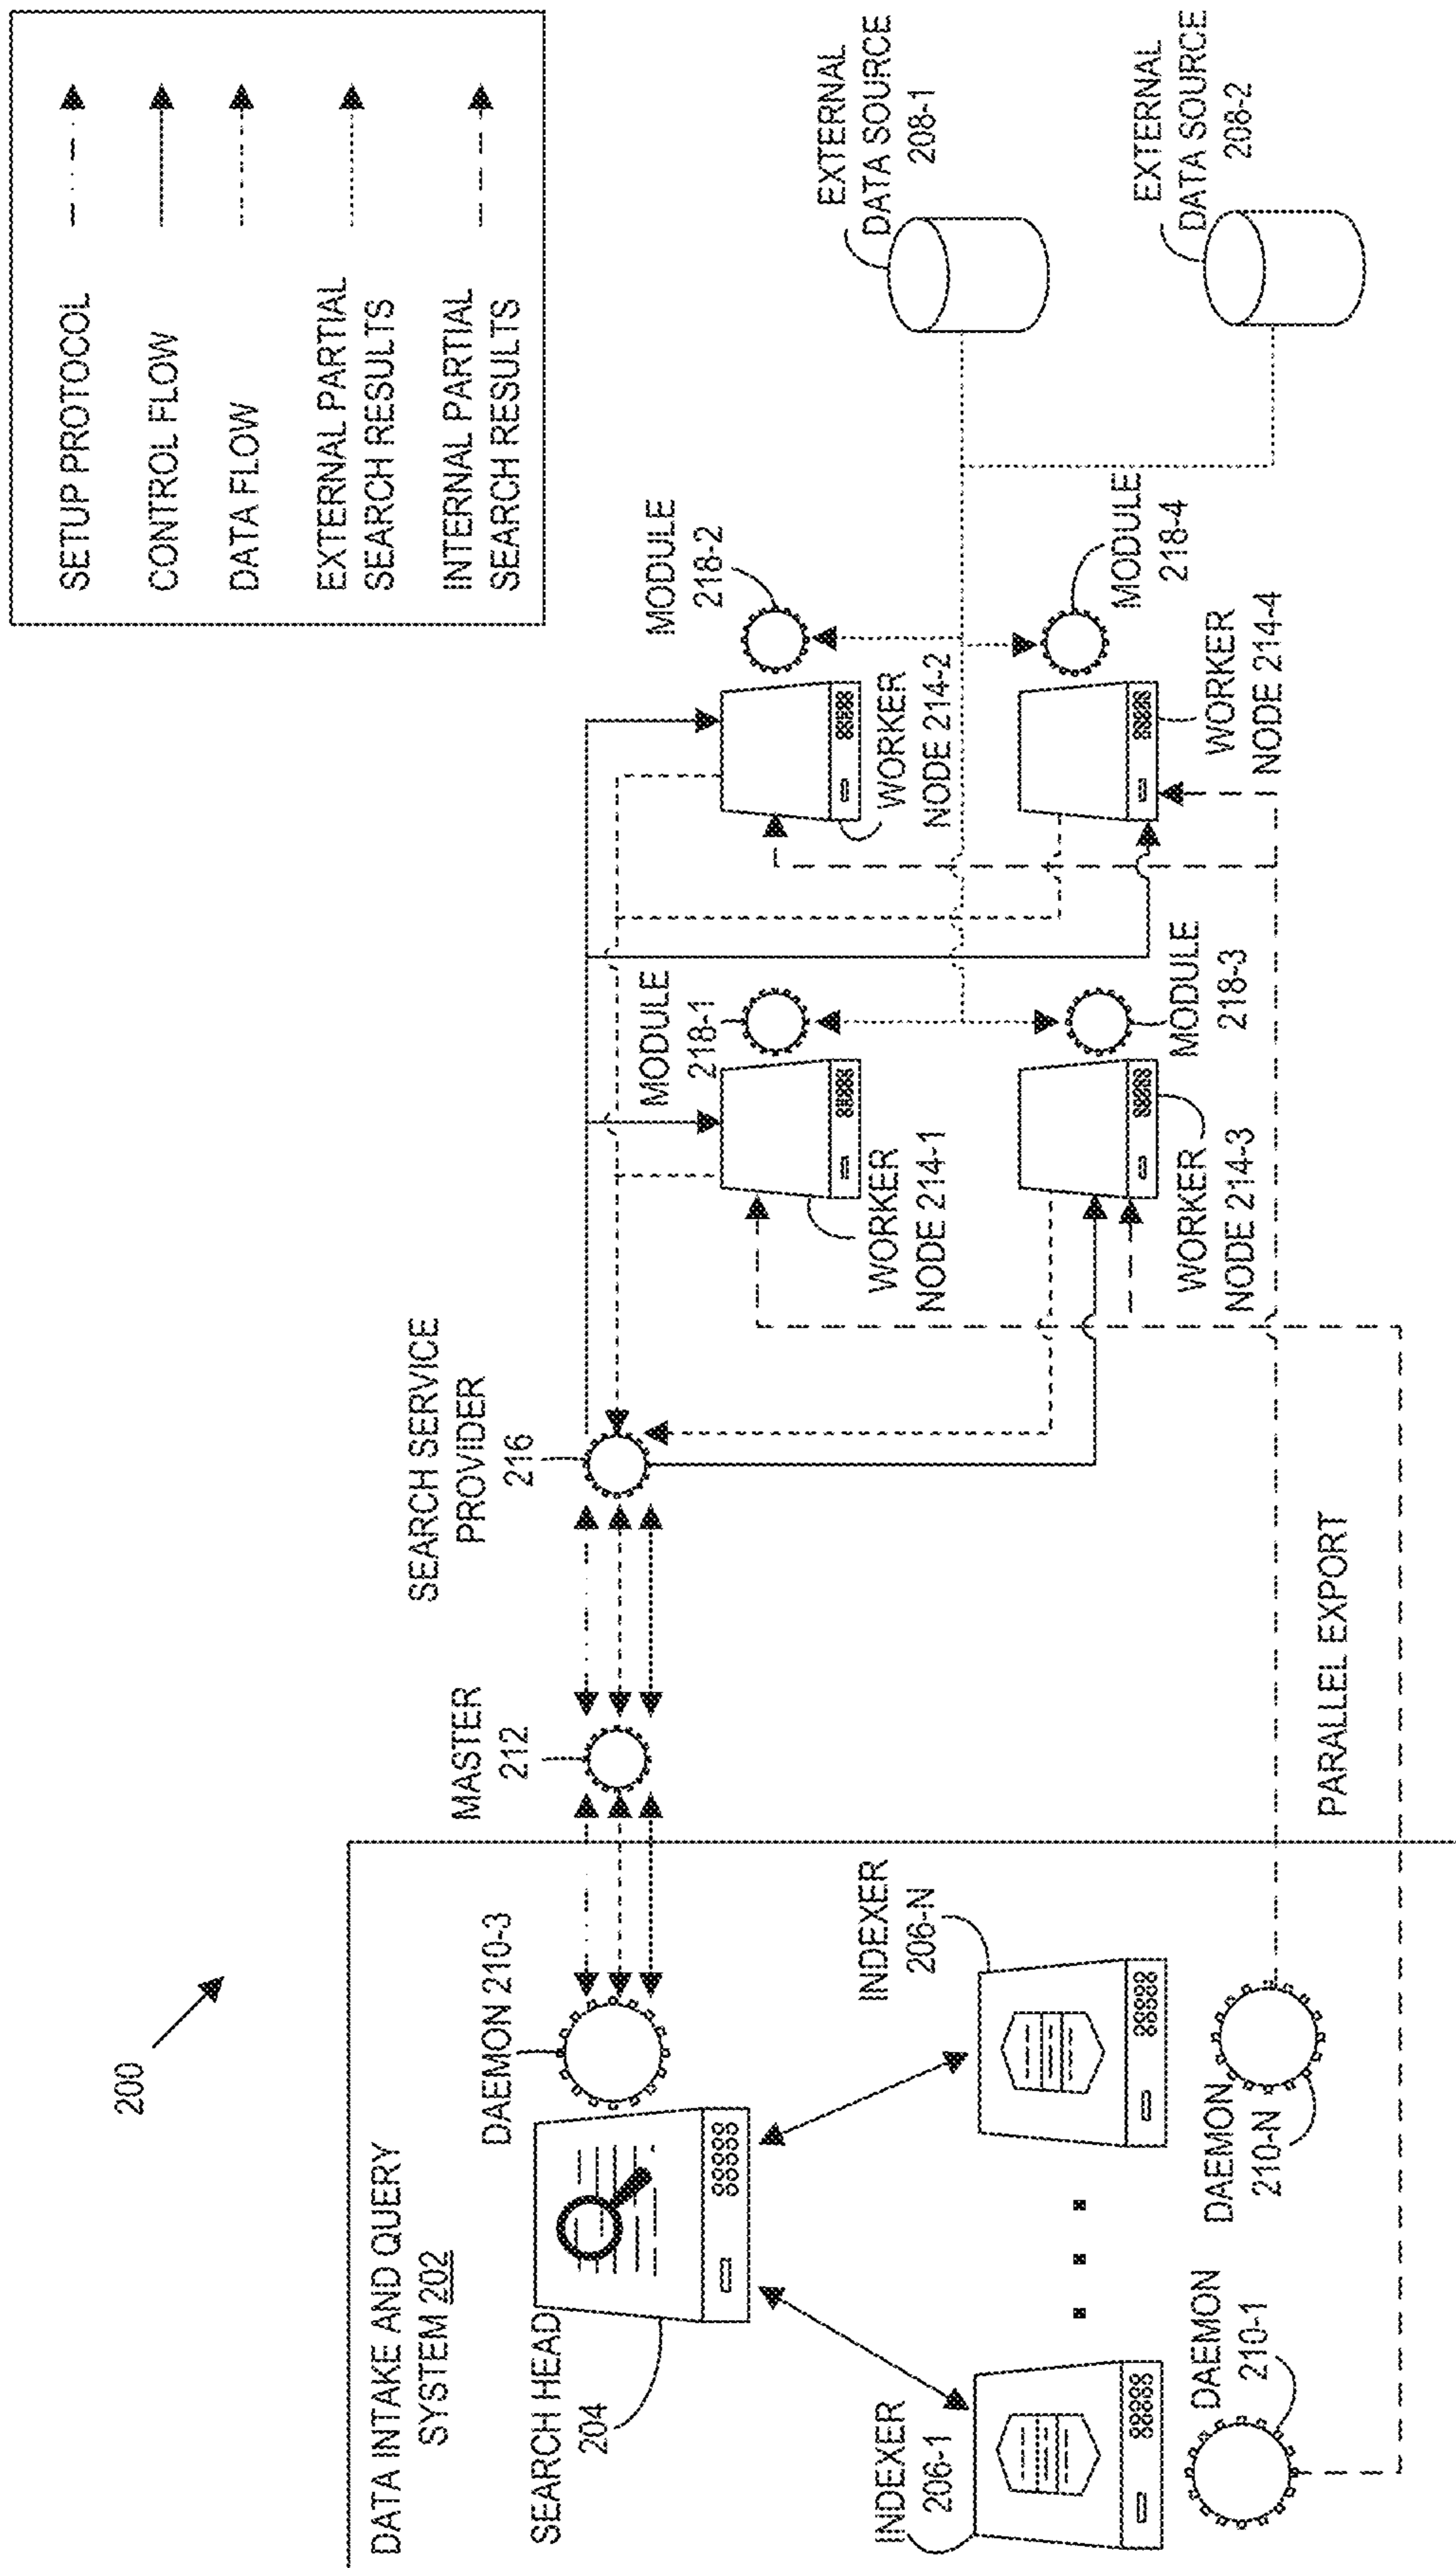 200
DATA INTAKE AND QUERY
SYSTEM 202
SEARCH HEAD
204
DAEMON 210-3
INDEXER
206-1
INDEXER
206-N
DAEMON
210-1
DAEMON
210-N
MASTER
212
SEARCH SERVICE
PROVIDER
216
PARALLEL EXPORT
WORKER
NODE 214-1
MODULE
218-1
WORKER
NODE 214-3
MODULE
218-3
WORKER
NODE 214-2
MODULE
218-2
WORKER
NODE 214-4
MODULE
218-4
EXTERNAL
DATA SOURCE
208-1
EXTERNAL
DATA SOURCE
208-2
SETUP PROTOCOL
CONTROL FLOW
DATA FLOW
EXTERNAL PARTIAL
SEARCH RESULTS
INTERNAL PARTIAL
SEARCH RESULTS